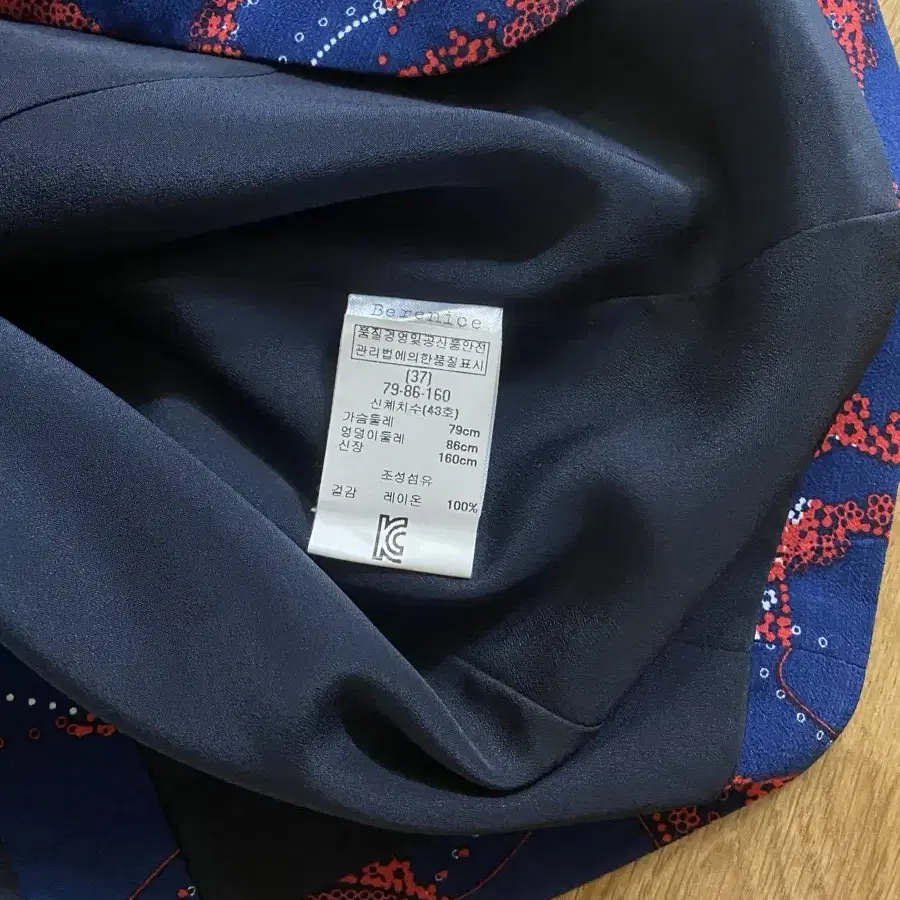 Berenice
품질경영및공산품안전
관리법에의한품질표시
(37)
79-86-160
신체치수(43호)
가슴둘레 79cm
엉덩이둘레 86cm
신장 160cm
조성섬유
겉감 레이온 100%
KC